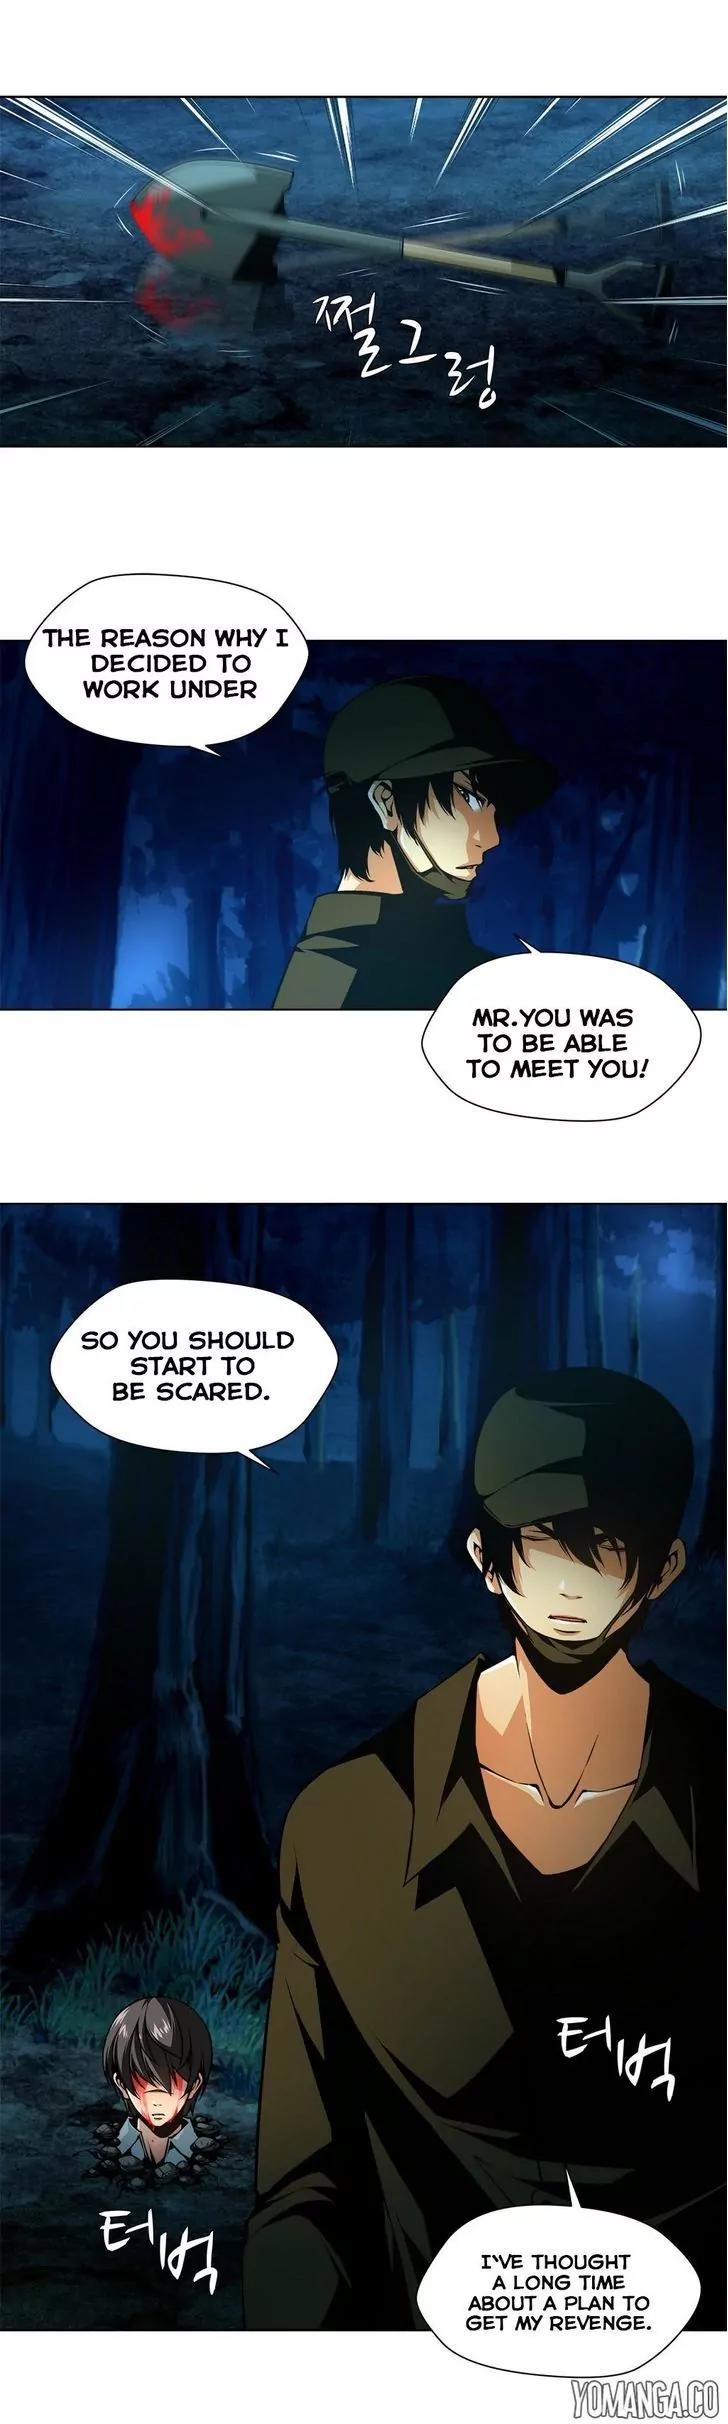 쩔그렁
THE REASON WHY I
DECIDED TO
WORK UNDER
MR.YOU WAS
TO BE ABLE
TO MEET YOU!
SO YOU SHOULD
START TO
BE SCARED.
터벅
터벅
I'VE THOUGHT
A LONG TIME
ABOUT A PLAN TO
GET MY REVENGE.
YOMANGA.CO